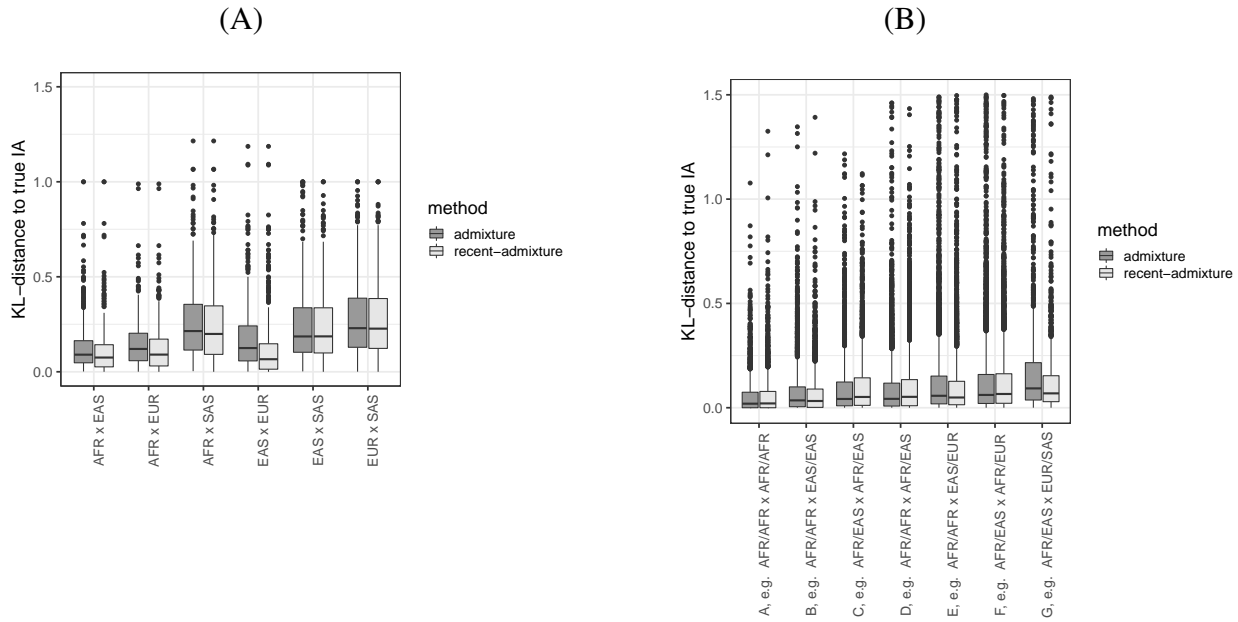 (A)
KL−distance to true IA
1.5
1.0
0.5
0.0
AFR x EAS
AFR x EUR
AFR x SAS
EAS x EUR
EAS x SAS
EUR x SAS
method
admixture
recent−admixture
(B)
KL−distance to true IA
1.5
1.0
0.5
0.0
A, e.g. AFR/AFR x AFR/AFR
B, e.g. AFR/AFR x EAS/EAS
C, e.g. AFR/EAS x AFR/EAS
D, e.g. AFR/AFR x AFR/EAS
E, e.g. AFR/AFR x EAS/EUR
F, e.g. AFR/EAS x AFR/EUR
G, e.g. AFR/EAS x EUR/SAS
method
admixture
recent−admixture